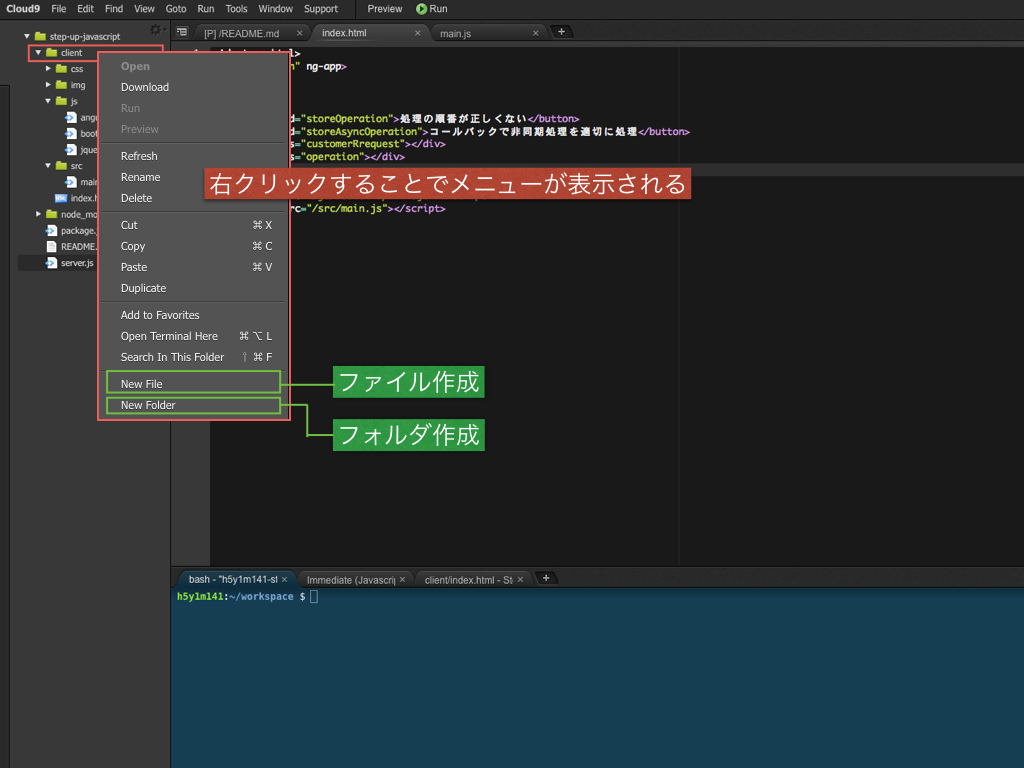 Cloud9 File Edit Find View Goto Run Tools Window Support Preview Run
step-up-javascript
client
css
img
js
src
index.h
node_mo
package.
README.
server.js
[P] /README.md × index.html × main.js × +
1
l>
" ng-app>
d="storeOperation">処理の順番が正しくない</button>
d="storeAsyncOperation">コールバックで非同期処理を適切に処理</button>
s="customerRrequest"></div>
s="operation"></div>
rc="/src/main.js"></script>
Open
Download
Run
Preview
Refresh
Rename
Delete
Cut ⌘ X
Copy ⌘ C
Paste ⌘ V
Duplicate
Add to Favorites
Open Terminal Here ⌘ ⌥ L
Search In This Folder ⇧ ⌘ F
New File
New Folder
右クリックすることでメニューが表示される
ファイル作成
フォルダ作成
bash - "h5y1m141-st × Immediate (Javascrip × client/index.html - St × +
h5y1m141:~/workspace $